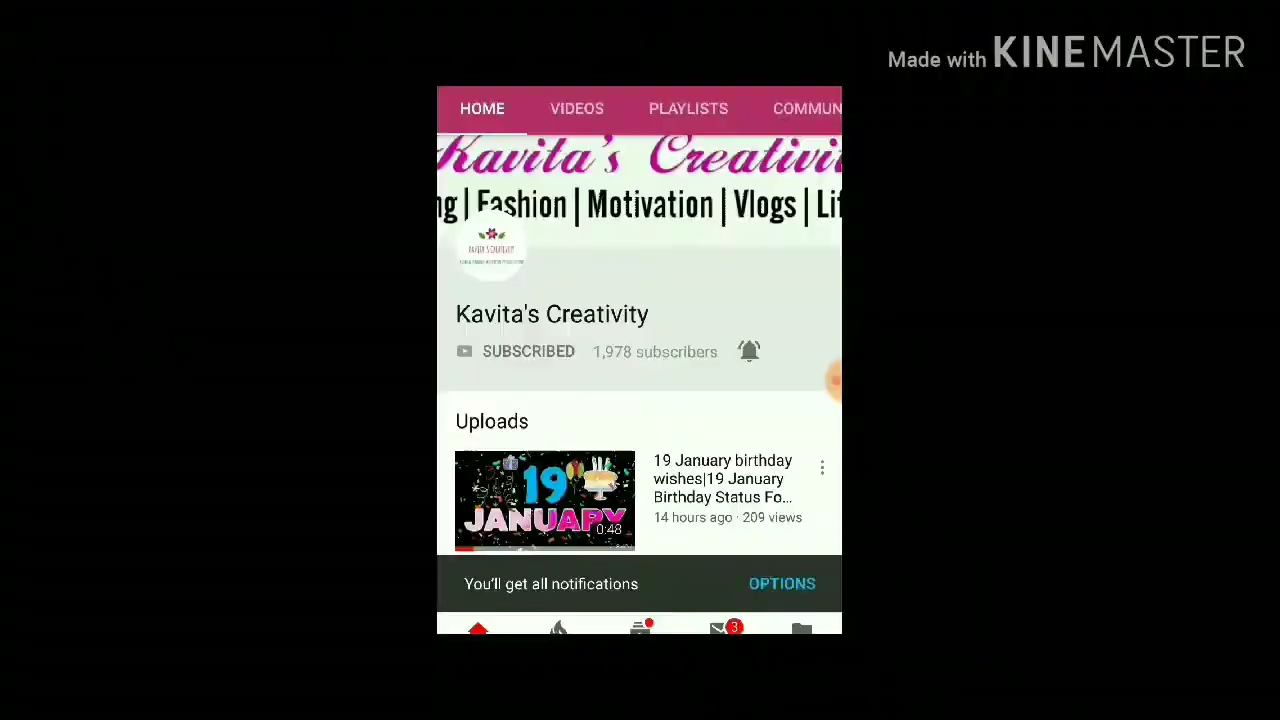 Made with KINEMASTER
HOME VIDEOS PLAYLISTS COMMUN
Kavita's Creativi
ng | Fashion | Motivation | Vlogs | Li
KAVITA'S CREATIVITY
Kavita's Creativity
SUBSCRIBED 1,978 subscribers
Uploads
19 January birthday
wishes|19 January
Birthday Status Fo...
14 hours ago · 209 views
19
JANUARY
0:48
You'll get all notifications OPTIONS
3